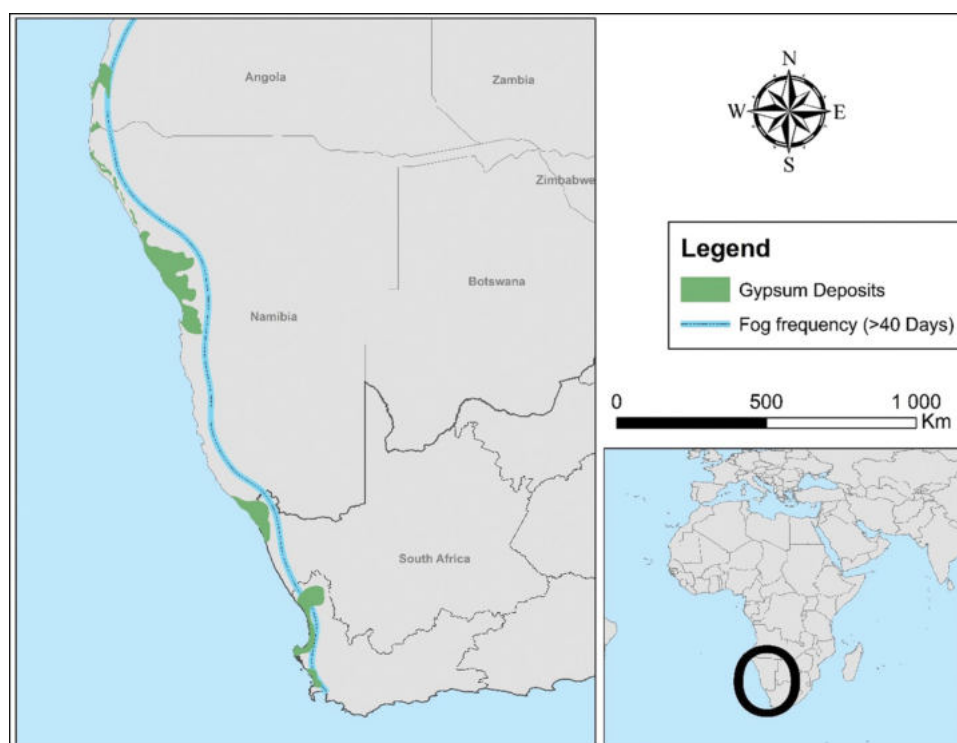 Angola
Zambia
Zimbabwe
Namibia
Botswana
South Africa
N
W E
S
Legend
Gypsum Deposits
Fog frequency (>40 Days)
0 500 1 000
Km